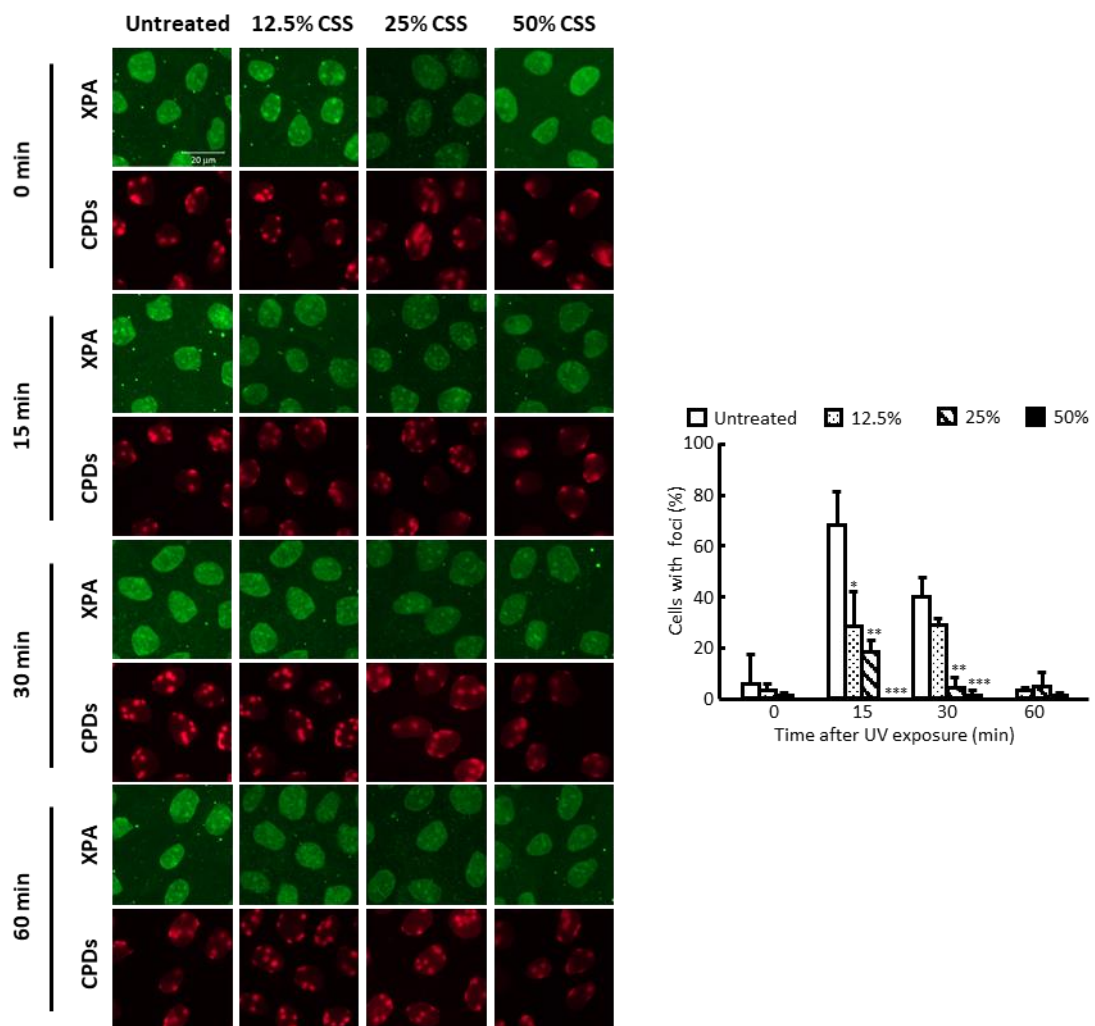 Untreated 12.5% CSS 25% CSS 50% CSS
0 min
XPA
20 µm
CPDs
15 min
XPA
CPDs
30 min
XPA
CPDs
60 min
XPA
CPDs
Untreated 12.5% 25% 50%
Cells with foci (%)
100
80
60
40
20
0
*
**
***
**
***
0 15 30 60
Time after UV exposure (min)